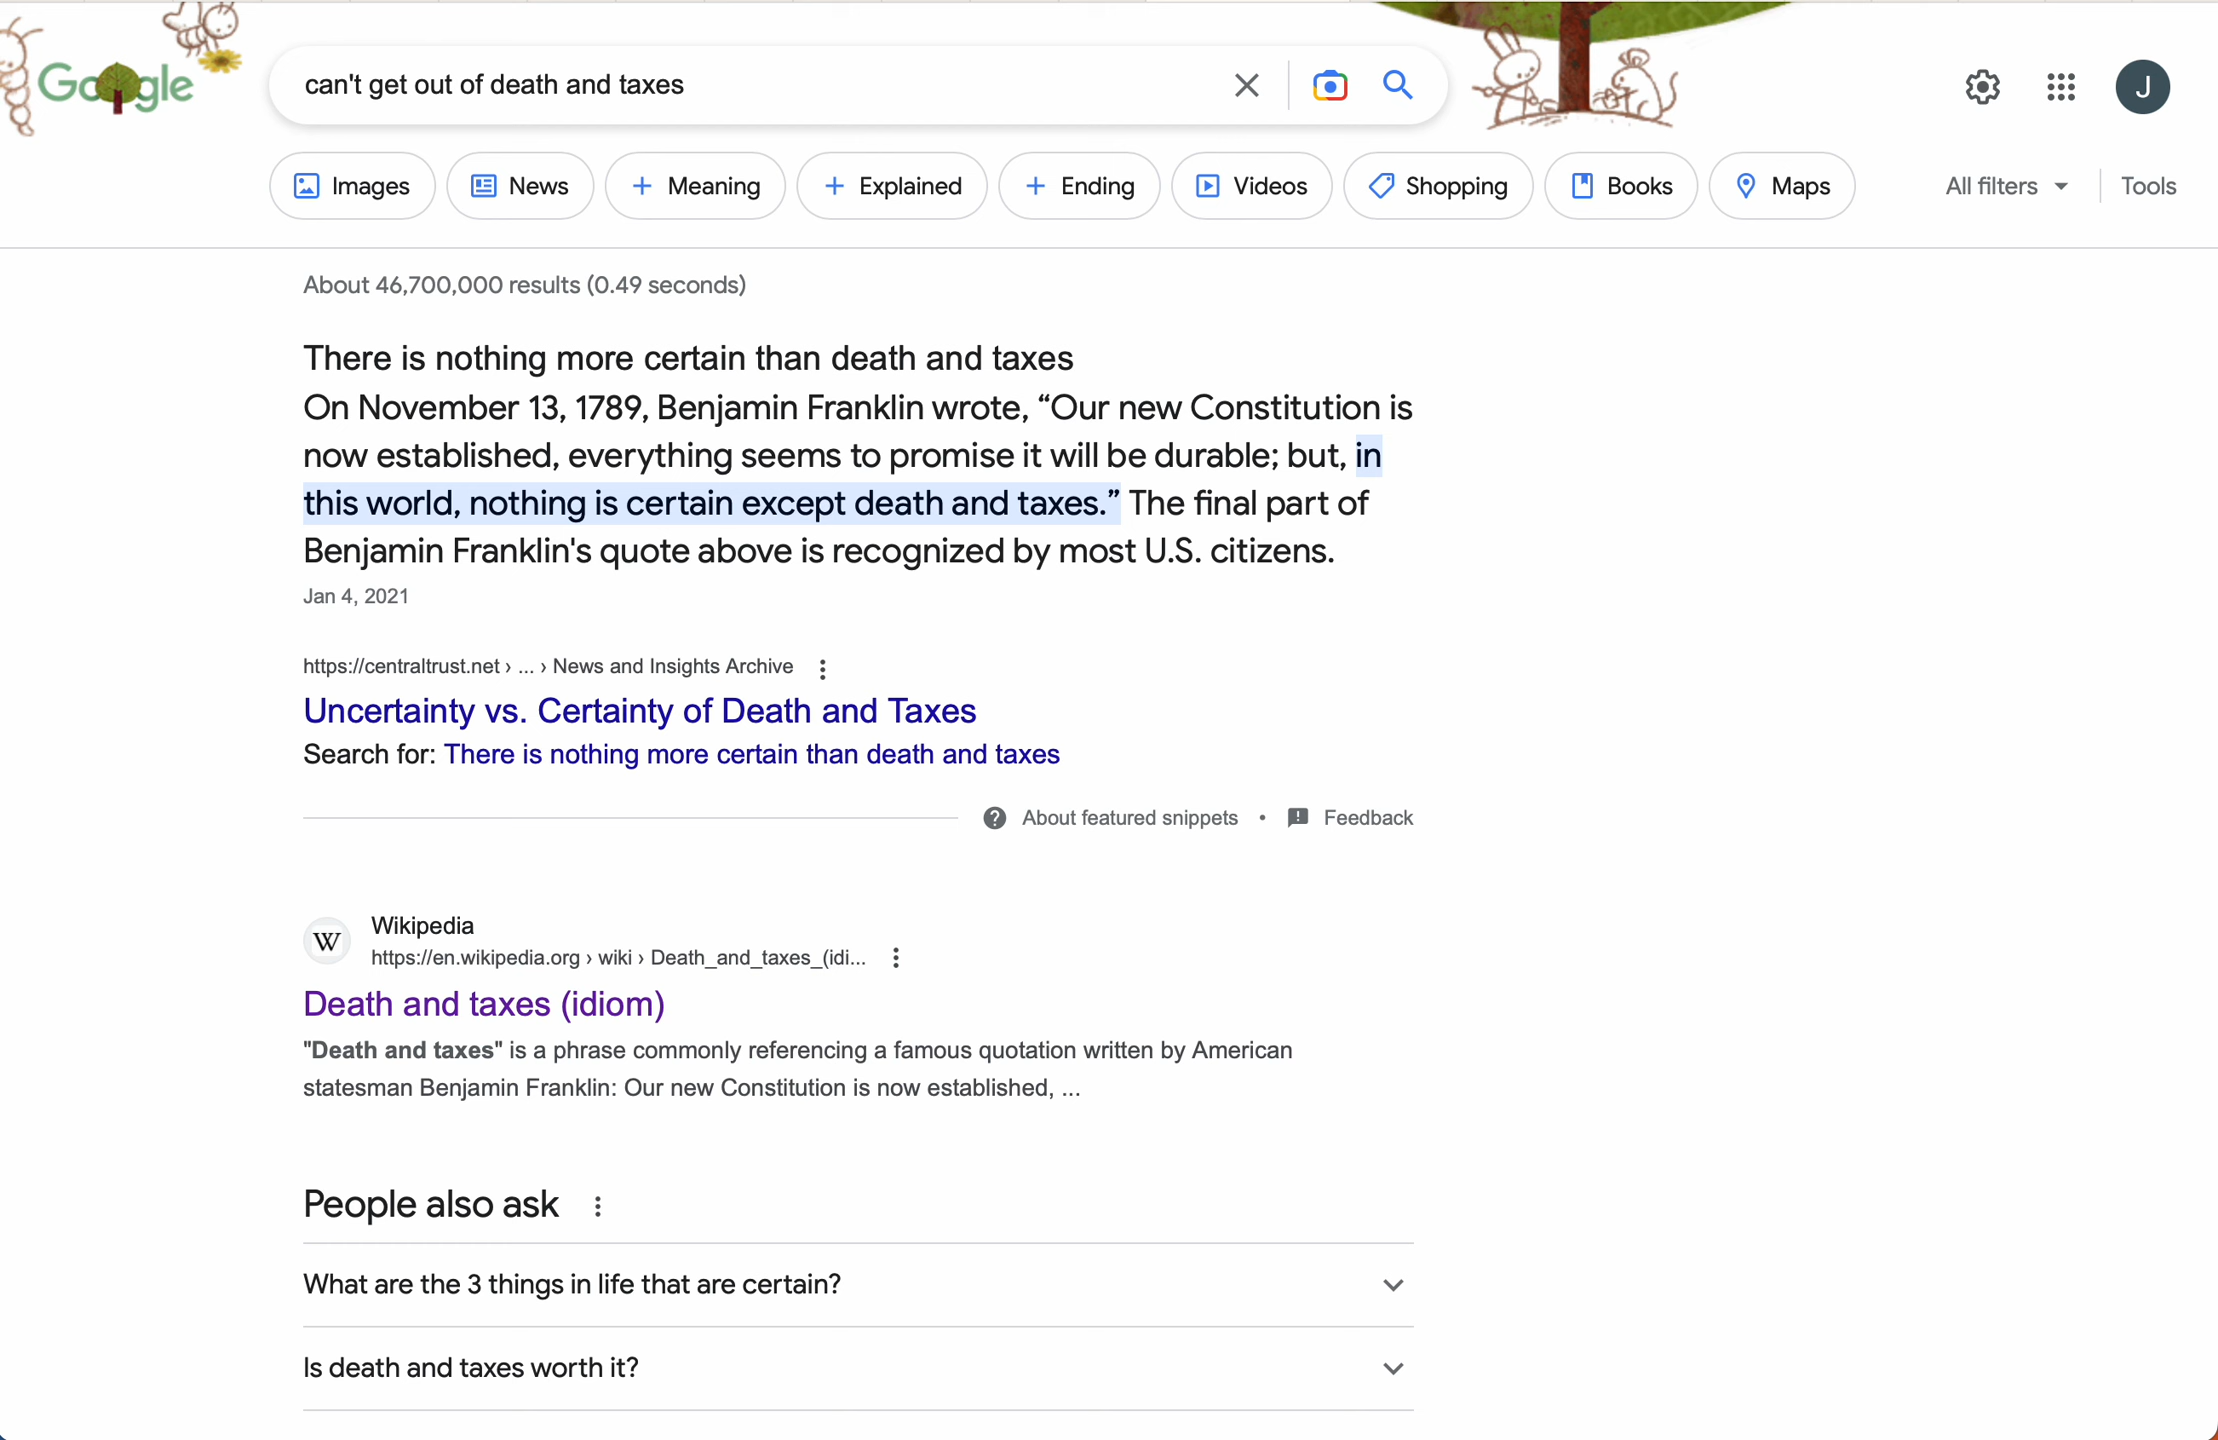 Google
can't get out of death and taxes
J
Images
News
Meaning
Explained
Ending
Videos
Shopping
Books
Maps
All filters
Tools
About 46,700,000 results (0.49 seconds)
There is nothing more certain than death and taxes
On November 13, 1789, Benjamin Franklin wrote, “Our new Constitution is
now established, everything seems to promise it will be durable; but, in
this world, nothing is certain except death and taxes.” The final part of
Benjamin Franklin's quote above is recognized by most U.S. citizens.
Jan 4, 2021
https://centraltrust.net › ... › News and Insights Archive
Uncertainty vs. Certainty of Death and Taxes
Search for: There is nothing more certain than death and taxes
About featured snippets • Feedback
W
Wikipedia
https://en.wikipedia.org › wiki › Death_and_taxes_(idi...
Death and taxes (idiom)
"Death and taxes" is a phrase commonly referencing a famous quotation written by American
statesman Benjamin Franklin: Our new Constitution is now established, ...
People also ask
What are the 3 things in life that are certain?
Is death and taxes worth it?